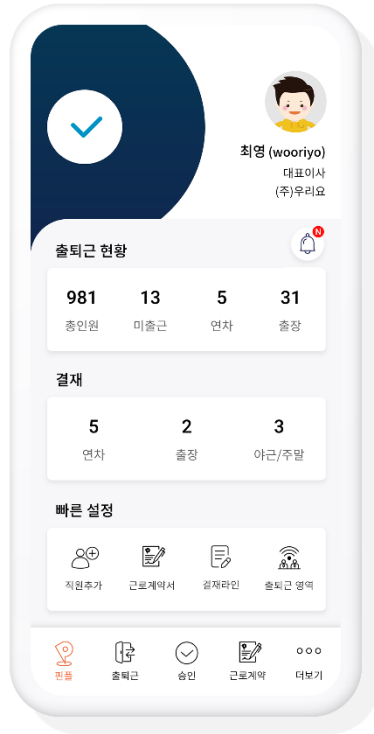 최영 (wooriyo)
대표이사
(주)우리요
출퇴근 현황
N
981 13 5 31
총인원 미출근 연차 출장
결재
5 2 3
연차 출장 야근/주말
빠른 설정
직원추가 근로계약서 결재라인 출퇴근 영역
핀플 출퇴근 승인 근로계약 더보기